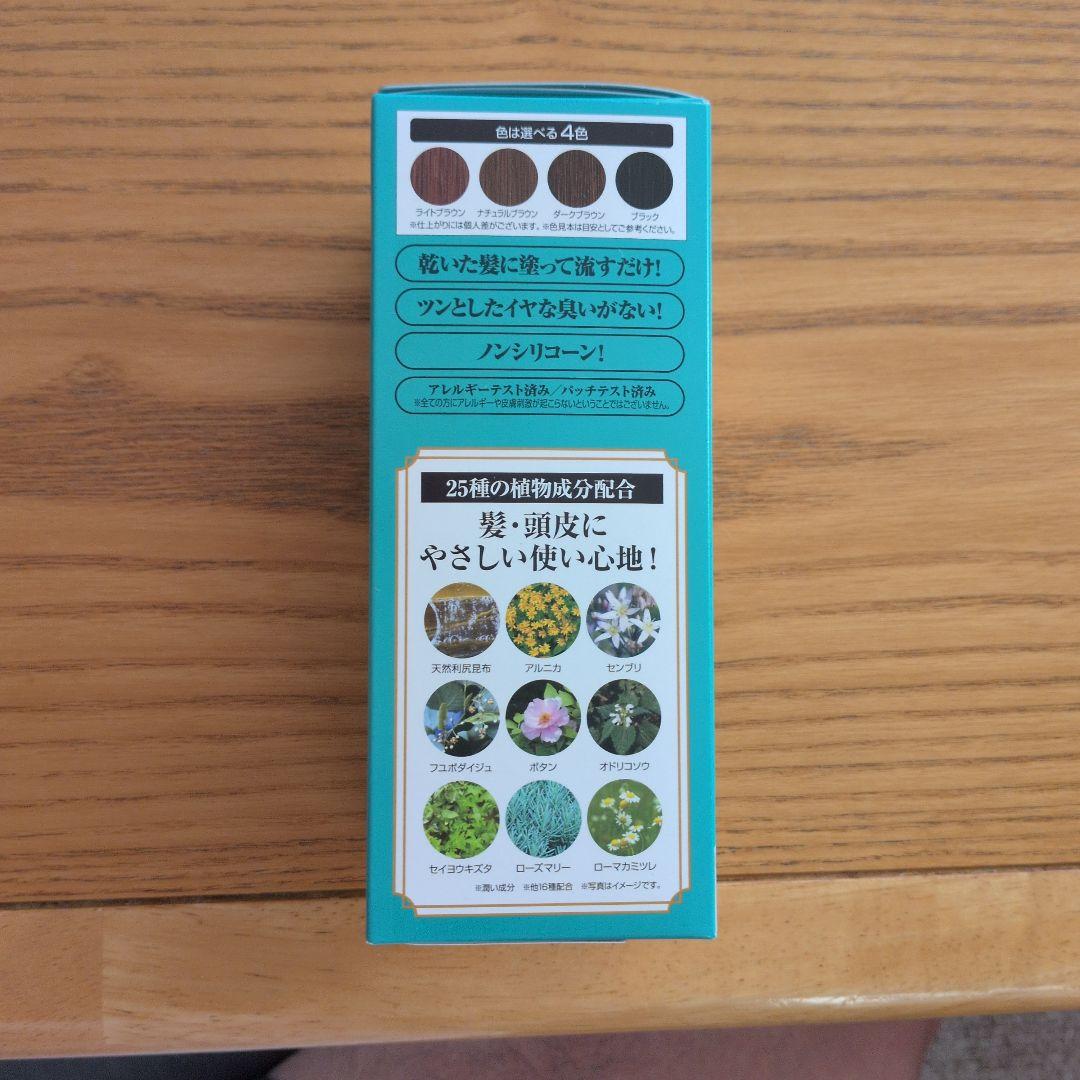 色は選べる4色
ライトブラウン ナチュラルブラウン ダークブラウン ブラック
※仕上がりには個人差がございます。※色見本は目安としてご参考ください。
乾いた髪に塗って流すだけ!
ツンとしたイヤな臭いがない!
ノンシリコーン!
アレルギーテスト済み/パッチテスト済み
※全ての方にアレルギーや皮膚刺激が起こらないということではございません。
25種の植物成分配合
髪・頭皮に
やさしい使い心地!
天然利尻昆布 アルニカ センブリ
フユボダイジュ ボタン オドリコソウ
セイヨウキズタ ローズマリー ローマカミツレ
※潤い成分 ※他16種配合 ※写真はイメージです。